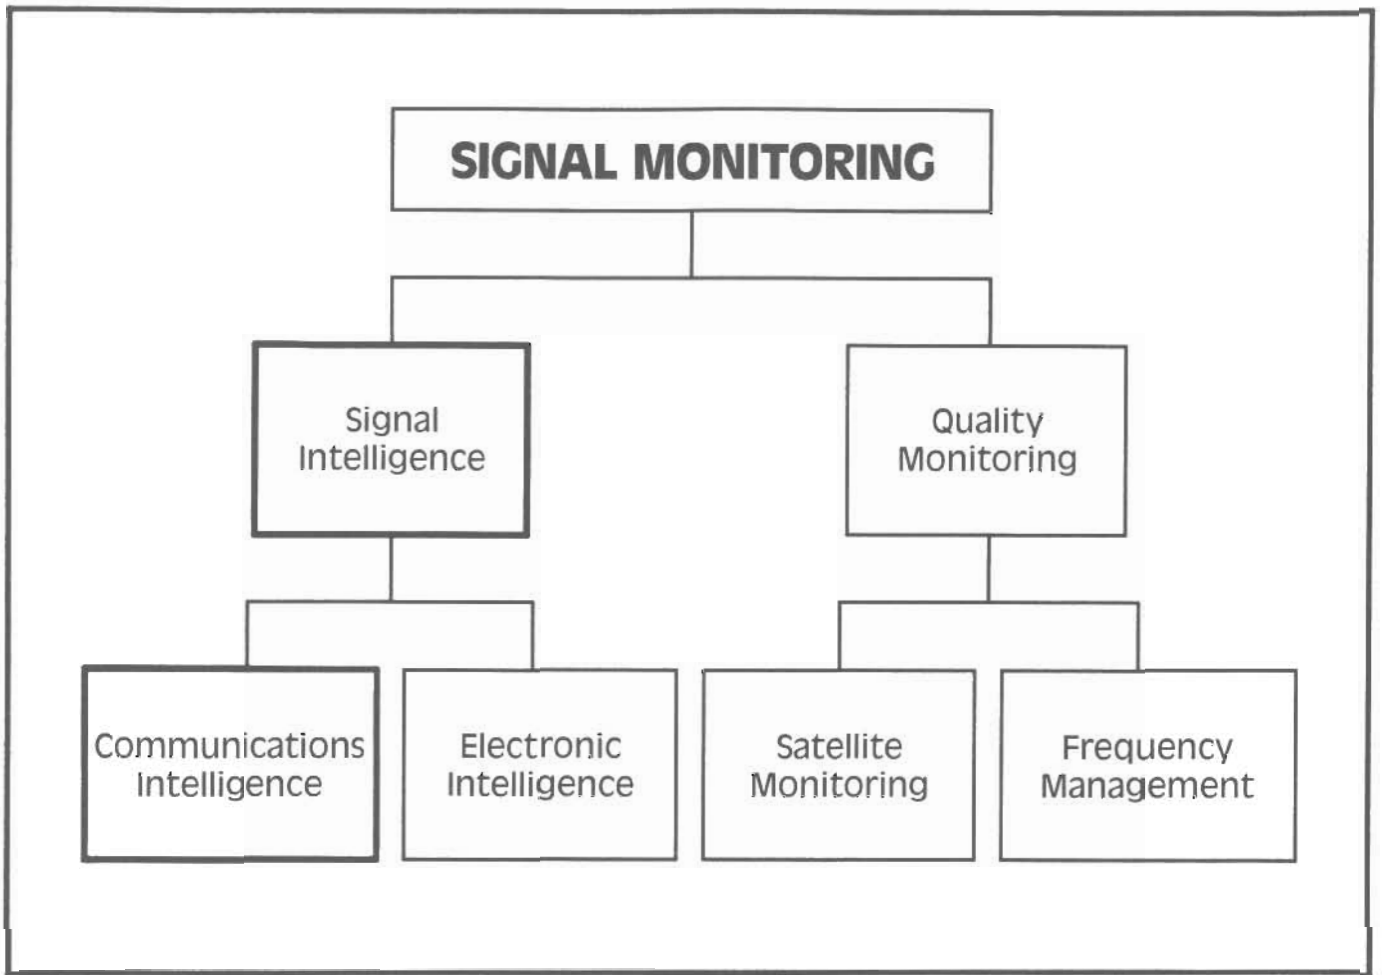 SIGNAL MONITORING
Signal
Intelligence
Quality
Monitoring
Communications
Intelligence
Electronic
Intelligence
Satellite
Monitoring
Frequency
Management